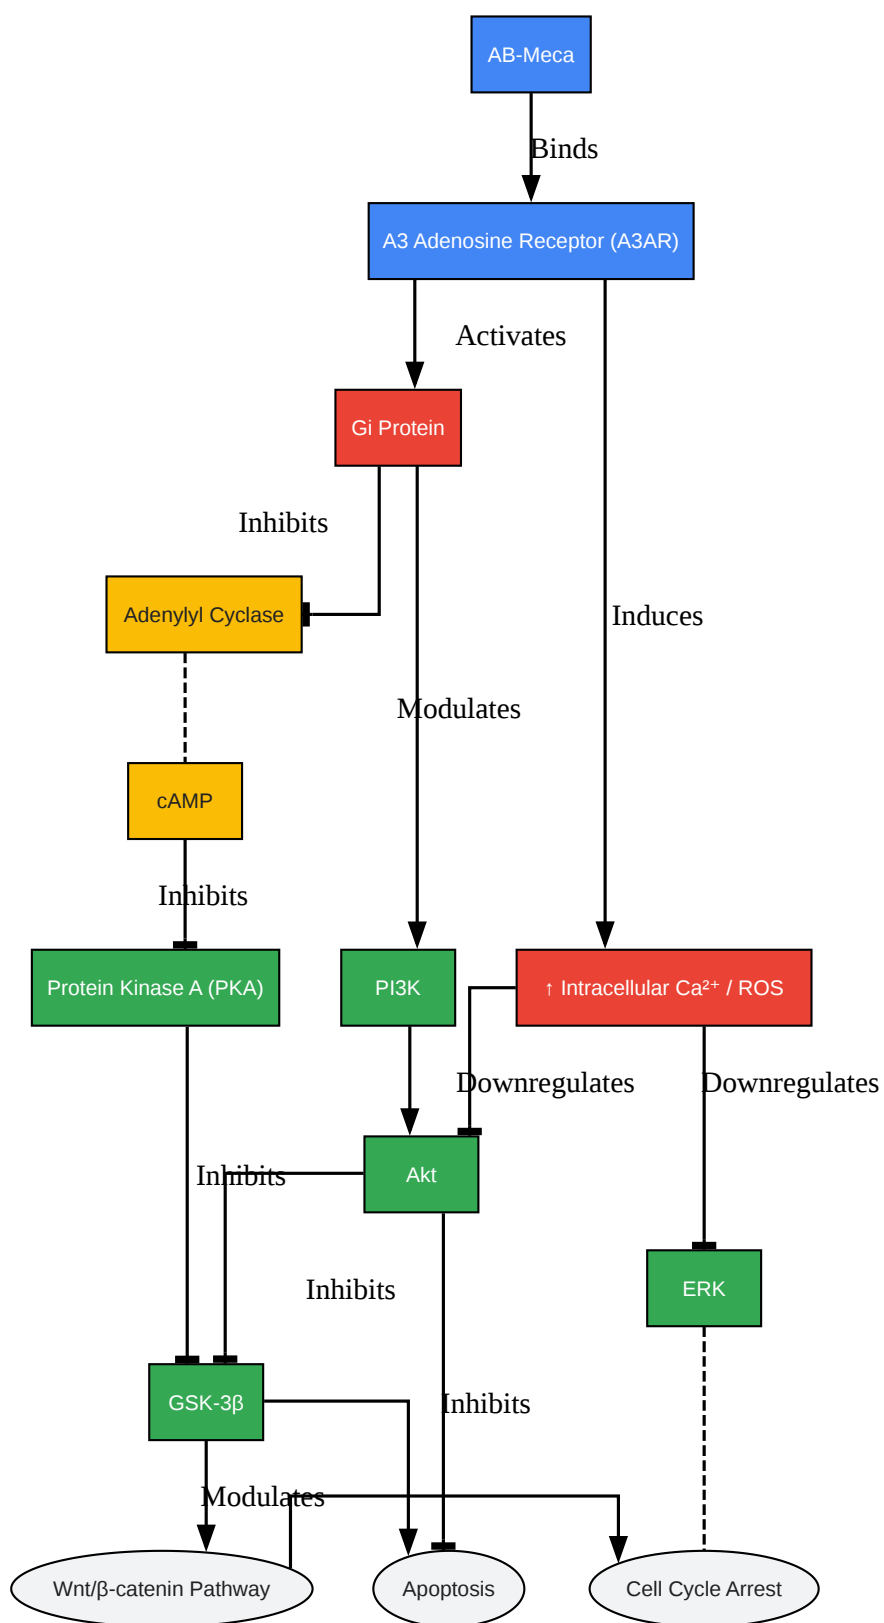 AB-Meca
Binds
A3 Adenosine Receptor (A3AR)
Activates
Gi Protein
Inhibits
Adenylyl Cyclase
Induces
Modulates
cAMP
Inhibits
Protein Kinase A (PKA)
PI3K
↑ Intracellular Ca²⁺ / ROS
Downregulates
Downregulates
Inhibits
Akt
Inhibits
ERK
GSK-3β
Inhibits
Modulates
Wnt/β-catenin Pathway
Apoptosis
Cell Cycle Arrest